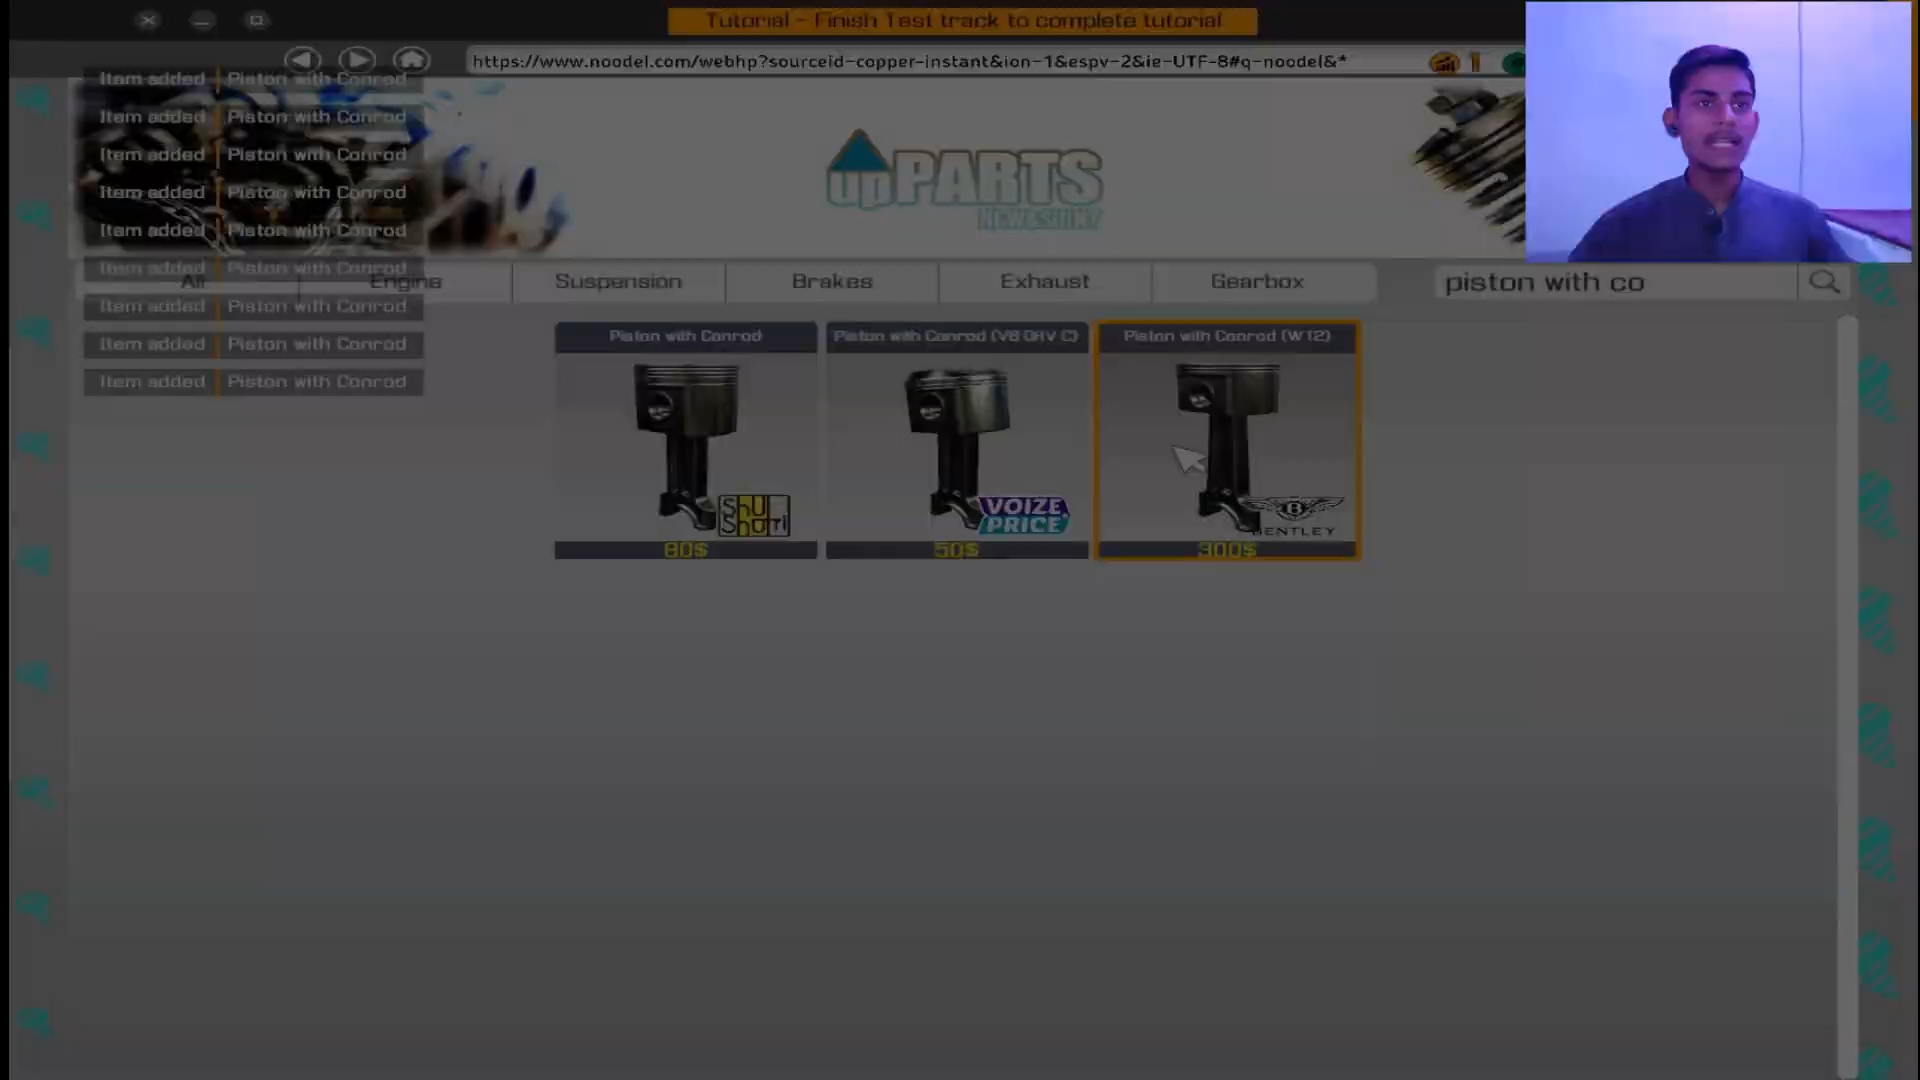 Tutorial - Finish Test track to complete tutorial
https://www.noodel.com/webhp?sourceid-copper-instant&ion-1&espv-2&ie-UTF-8#q-noodel&*
Item added Piston with Conrod
Item added Piston with Conrod
Item added Piston with Conrod
Item added Piston with Conrod
Item added Piston with Conrod
Item added Piston with Conrod
Item added Piston with Conrod
Item added Piston with Conrod
Item added Piston with Conrod
upPARTS
All Engine Suspension Brakes Exhaust Gearbox piston with co
Piston with Conrod Piston with Conrod (V8 OHV C) Piston with Conrod (W12)
VOIZE PRICE
BENTLEY
80$ 50$ 300$